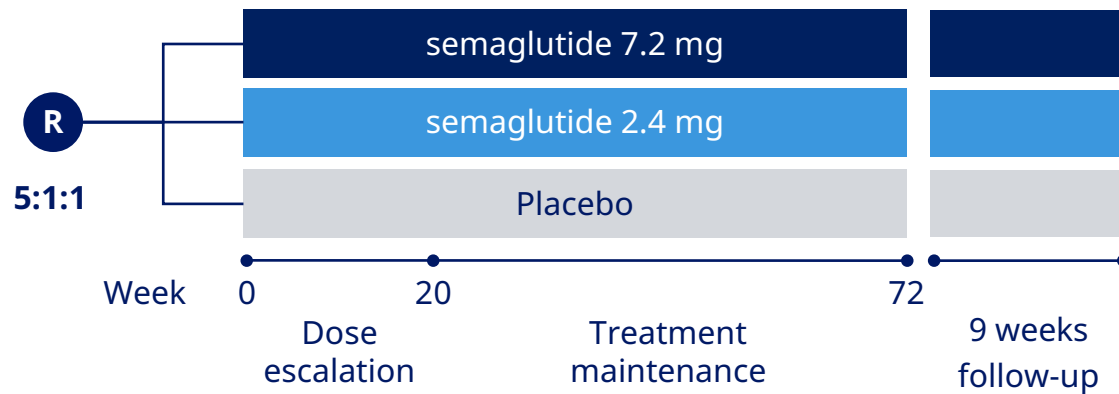 semaglutide 7.2 mg
R
semaglutide 2.4 mg
5:1:1
Placebo
Week 0 20 72
Dose
escalation
Treatment
maintenance
9 weeks
follow-up